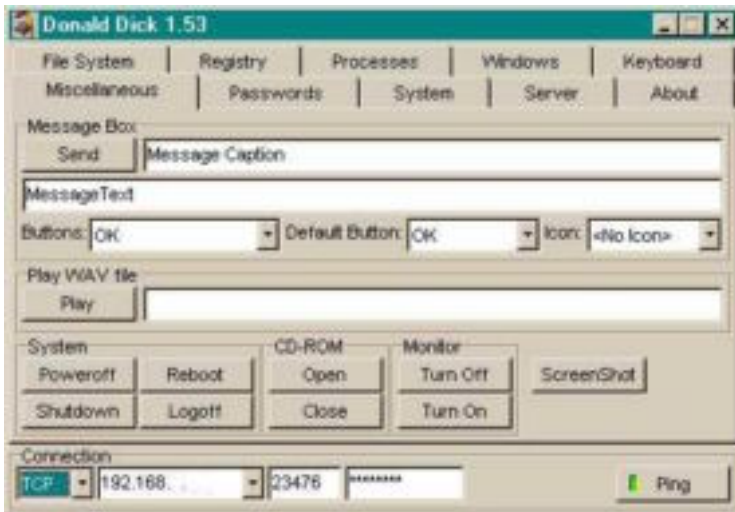 Donald Dick 1.53
File System Registry Processes Windows Keyboard
Miscellaneous Passwords System Server About
Message Box
Send Message Caption
MessageText
Buttons: OK Default Button: OK Icon: <No Icon>
Play WAV file
Play
System CD-ROM Monitor
Poweroff Reboot Open Turn Off ScreenShot
Shutdown Logoff Close Turn On
Connection
TCP 192.168. . 23476 ******** Ping